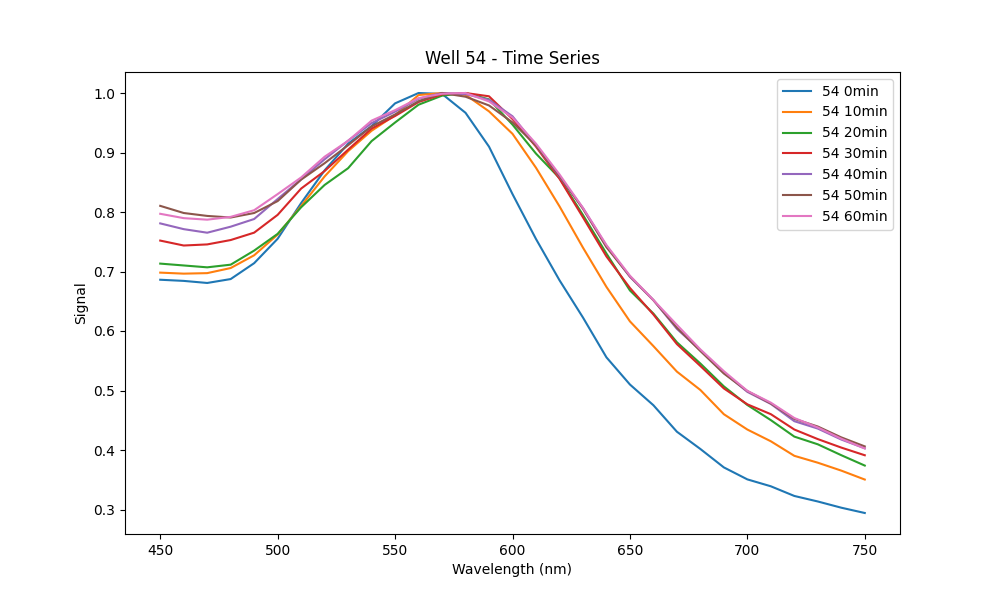 Well 54 - Time Series
Signal
1.0
0.9
0.8
0.7
0.6
0.5
0.4
0.3
54 0min
54 10min
54 20min
54 30min
54 40min
54 50min
54 60min
450 500 550 600 650 700 750
Wavelength (nm)